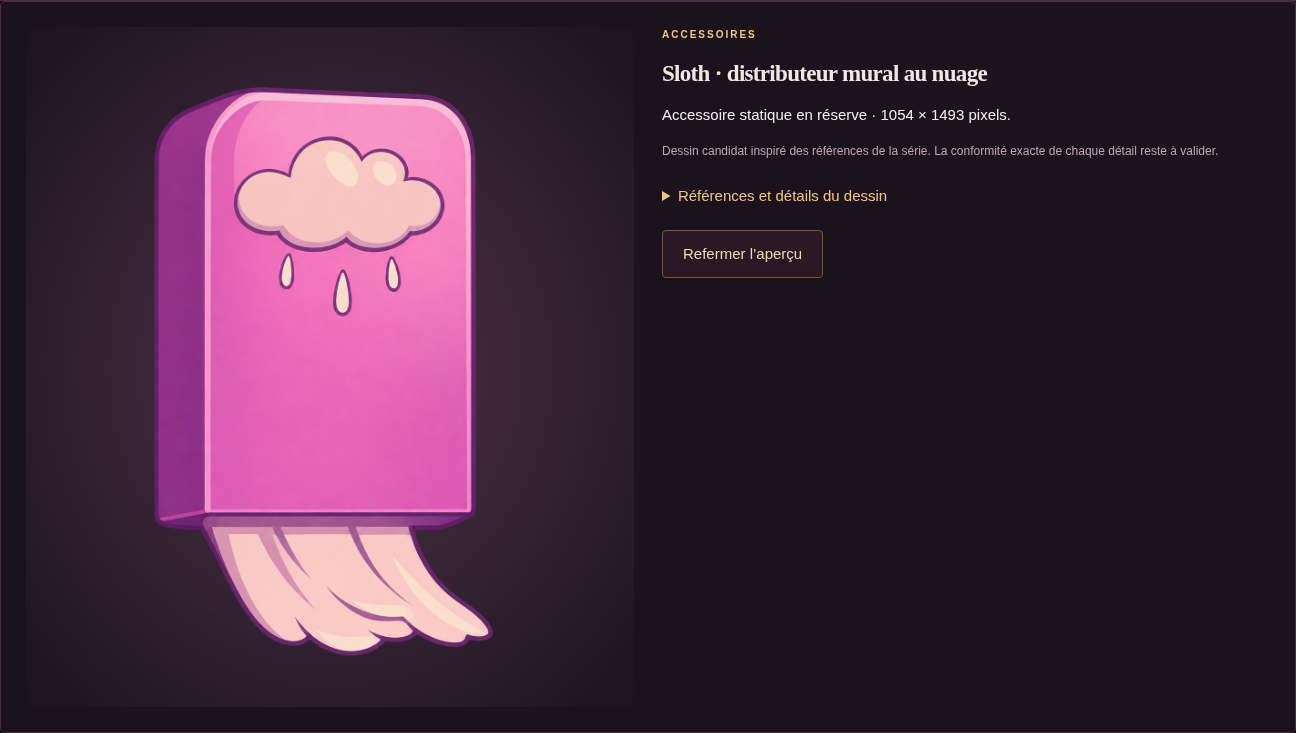 ACCESSOIRES
Sloth · distributeur mural au nuage
Accessoire statique en réserve · 1054 × 1493 pixels.
Dessin candidat inspiré des références de la série. La conformité exacte de chaque détail reste à valider.
Références et détails du dessin
Refermer l’aperçu